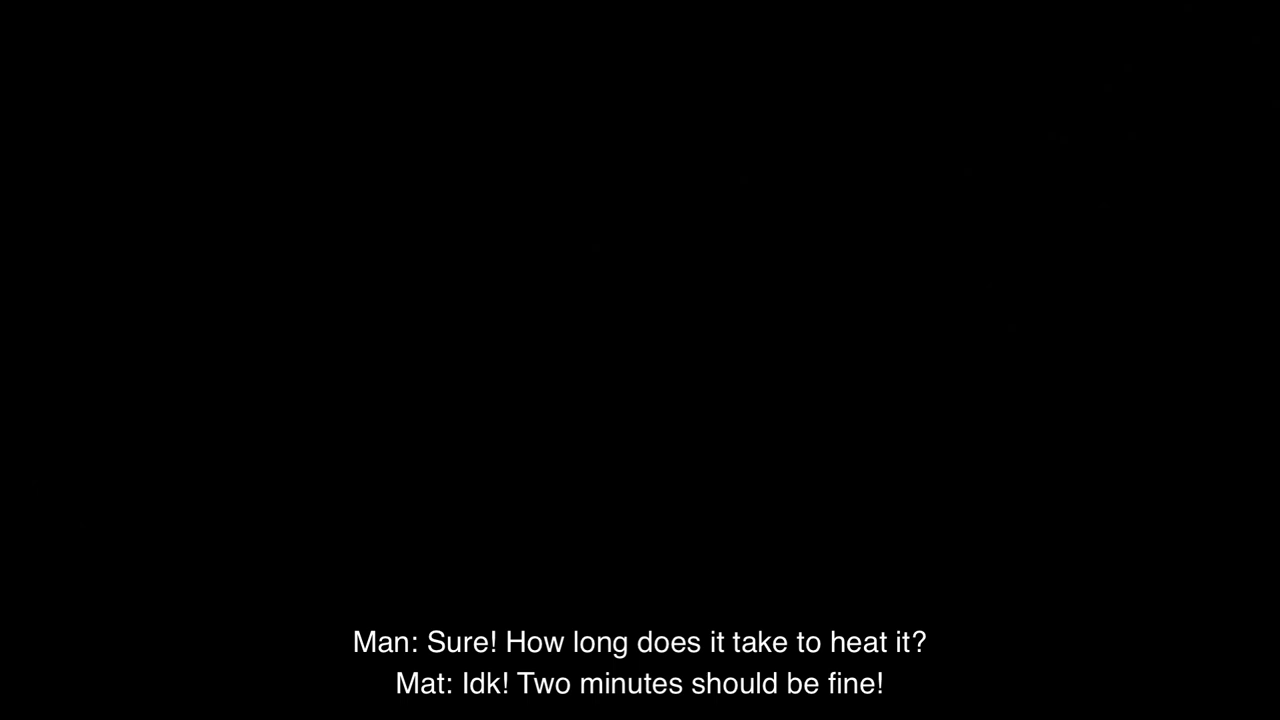 Man: Sure! How long does it take to heat it?
Mat: Idk! Two minutes should be fine!